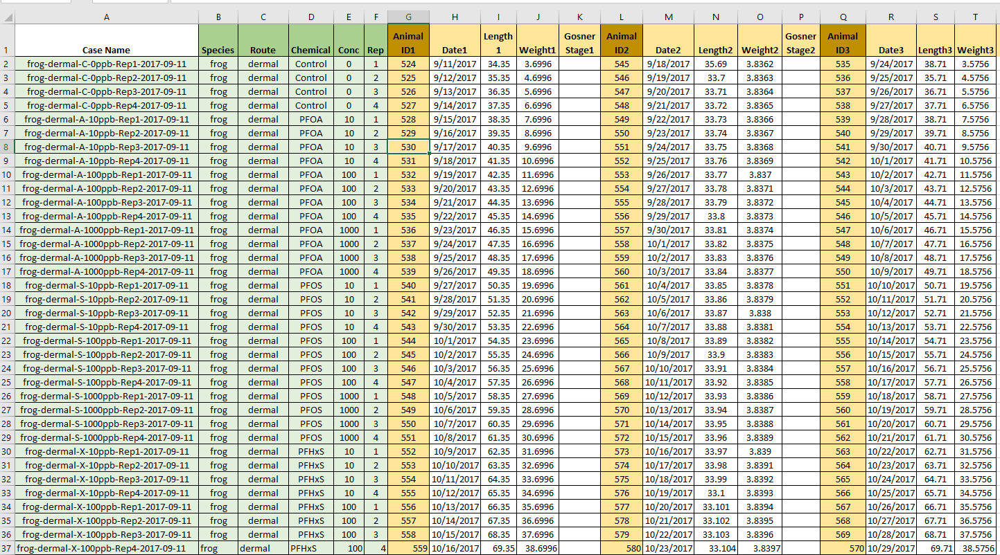 A B C D E F G H I J K L M N O P Q R S T
1 Case Name Species Route Chemical Conc Rep Animal ID1 Date1 Length 1 Weight1 Gosner Stage1 Animal ID2 Date2 Length2 Weight2 Gosner Stage2 Animal ID3 Date3 Length3 Weight3
2 frog-dermal-C-0ppb-Rep1-2017-09-11 frog dermal Control 0 1 524 9/11/2017 34.35 3.6996 545 9/18/2017 35.69 3.8362 535 9/24/2017 38.71 3.5756
3 frog-dermal-C-0ppb-Rep2-2017-09-11 frog dermal Control 0 2 525 9/12/2017 35.35 4.6996 546 9/19/2017 33.7 3.8363 536 9/25/2017 35.71 4.5756
4 frog-dermal-C-0ppb-Rep3-2017-09-11 frog dermal Control 0 3 526 9/13/2017 36.35 5.6996 547 9/20/2017 33.71 3.8364 537 9/26/2017 36.71 5.5756
5 frog-dermal-C-0ppb-Rep4-2017-09-11 frog dermal Control 0 4 527 9/14/2017 37.35 6.6996 548 9/21/2017 33.72 3.8365 538 9/27/2017 37.71 6.5756
6 frog-dermal-A-10ppb-Rep1-2017-09-11 frog dermal PFOA 10 1 528 9/15/2017 38.35 7.6996 549 9/22/2017 33.73 3.8366 539 9/28/2017 38.71 7.5756
7 frog-dermal-A-10ppb-Rep2-2017-09-11 frog dermal PFOA 10 2 529 9/16/2017 39.35 8.6996 550 9/23/2017 33.74 3.8367 540 9/29/2017 39.71 8.5756
8 frog-dermal-A-10ppb-Rep3-2017-09-11 frog dermal PFOA 10 3 530 9/17/2017 40.35 9.6996 551 9/24/2017 33.75 3.8368 541 9/30/2017 40.71 9.5756
9 frog-dermal-A-10ppb-Rep4-2017-09-11 frog dermal PFOA 10 4 531 9/18/2017 41.35 10.6996 552 9/25/2017 33.76 3.8369 542 10/1/2017 41.71 10.5756
10 frog-dermal-A-100ppb-Rep1-2017-09-11 frog dermal PFOA 100 1 532 9/19/2017 42.35 11.6996 553 9/26/2017 33.77 3.837 543 10/2/2017 42.71 11.5756
11 frog-dermal-A-100ppb-Rep2-2017-09-11 frog dermal PFOA 100 2 533 9/20/2017 43.35 12.6996 554 9/27/2017 33.78 3.8371 544 10/3/2017 43.71 12.5756
12 frog-dermal-A-100ppb-Rep3-2017-09-11 frog dermal PFOA 100 3 534 9/21/2017 44.35 13.6996 555 9/28/2017 33.79 3.8372 545 10/4/2017 44.71 13.5756
13 frog-dermal-A-100ppb-Rep4-2017-09-11 frog dermal PFOA 100 4 535 9/22/2017 45.35 14.6996 556 9/29/2017 33.8 3.8373 546 10/5/2017 45.71 14.5756
14 frog-dermal-A-1000ppb-Rep1-2017-09-11 frog dermal PFOA 1000 1 536 9/23/2017 46.35 15.6996 557 9/30/2017 33.81 3.8374 547 10/6/2017 46.71 15.5756
15 frog-dermal-A-1000ppb-Rep2-2017-09-11 frog dermal PFOA 1000 2 537 9/24/2017 47.35 16.6996 558 10/1/2017 33.82 3.8375 548 10/7/2017 47.71 16.5756
16 frog-dermal-A-1000ppb-Rep3-2017-09-11 frog dermal PFOA 1000 3 538 9/25/2017 48.35 17.6996 559 10/2/2017 33.83 3.8376 549 10/8/2017 48.71 17.5756
17 frog-dermal-A-1000ppb-Rep4-2017-09-11 frog dermal PFOA 1000 4 539 9/26/2017 49.35 18.6996 560 10/3/2017 33.84 3.8377 550 10/9/2017 49.71 18.5756
18 frog-dermal-S-10ppb-Rep1-2017-09-11 frog dermal PFOS 10 1 540 9/27/2017 50.35 19.6996 561 10/4/2017 33.85 3.8378 551 10/10/2017 50.71 19.5756
19 frog-dermal-S-10ppb-Rep2-2017-09-11 frog dermal PFOS 10 2 541 9/28/2017 51.35 20.6996 562 10/5/2017 33.86 3.8379 552 10/11/2017 51.71 20.5756
20 frog-dermal-S-10ppb-Rep3-2017-09-11 frog dermal PFOS 10 3 542 9/29/2017 52.35 21.6996 563 10/6/2017 33.87 3.838 553 10/12/2017 52.71 21.5756
21 frog-dermal-S-10ppb-Rep4-2017-09-11 frog dermal PFOS 10 4 543 9/30/2017 53.35 22.6996 564 10/7/2017 33.88 3.8381 554 10/13/2017 53.71 22.5756
22 frog-dermal-S-100ppb-Rep1-2017-09-11 frog dermal PFOS 100 1 544 10/1/2017 54.35 23.6996 565 10/8/2017 33.89 3.8382 555 10/14/2017 54.71 23.5756
23 frog-dermal-S-100ppb-Rep2-2017-09-11 frog dermal PFOS 100 2 545 10/2/2017 55.35 24.6996 566 10/9/2017 33.9 3.8383 556 10/15/2017 55.71 24.5756
24 frog-dermal-S-100ppb-Rep3-2017-09-11 frog dermal PFOS 100 3 546 10/3/2017 56.35 25.6996 567 10/10/2017 33.91 3.8384 557 10/16/2017 56.71 25.5756
25 frog-dermal-S-100ppb-Rep4-2017-09-11 frog dermal PFOS 100 4 547 10/4/2017 57.35 26.6996 568 10/11/2017 33.92 3.8385 558 10/17/2017 57.71 26.5756
26 frog-dermal-S-1000ppb-Rep1-2017-09-11 frog dermal PFOS 1000 1 548 10/5/2017 58.35 27.6996 569 10/12/2017 33.93 3.8386 559 10/18/2017 58.71 27.5756
27 frog-dermal-S-1000ppb-Rep2-2017-09-11 frog dermal PFOS 1000 2 549 10/6/2017 59.35 28.6996 570 10/13/2017 33.94 3.8387 560 10/19/2017 59.71 28.5756
28 frog-dermal-S-1000ppb-Rep3-2017-09-11 frog dermal PFOS 1000 3 550 10/7/2017 60.35 29.6996 571 10/14/2017 33.95 3.8388 561 10/20/2017 60.71 29.5756
29 frog-dermal-S-1000ppb-Rep4-2017-09-11 frog dermal PFOS 1000 4 551 10/8/2017 61.35 30.6996 572 10/15/2017 33.96 3.8389 562 10/21/2017 61.71 30.5756
30 frog-dermal-X-10ppb-Rep1-2017-09-11 frog dermal PFHxS 10 1 552 10/9/2017 62.35 31.6996 573 10/16/2017 33.97 3.839 563 10/22/2017 62.71 31.5756
31 frog-dermal-X-10ppb-Rep2-2017-09-11 frog dermal PFHxS 10 2 553 10/10/2017 63.35 32.6996 574 10/17/2017 33.98 3.8391 564 10/23/2017 63.71 32.5756
32 frog-dermal-X-10ppb-Rep3-2017-09-11 frog dermal PFHxS 10 3 554 10/11/2017 64.35 33.6996 575 10/18/2017 33.99 3.8392 565 10/24/2017 64.71 33.5756
33 frog-dermal-X-10ppb-Rep4-2017-09-11 frog dermal PFHxS 10 4 555 10/12/2017 65.35 34.6996 576 10/19/2017 33.1 3.8393 566 10/25/2017 65.71 34.5756
34 frog-dermal-X-100ppb-Rep1-2017-09-11 frog dermal PFHxS 100 1 556 10/13/2017 66.35 35.6996 577 10/20/2017 33.101 3.8394 567 10/26/2017 66.71 35.5756
35 frog-dermal-X-100ppb-Rep2-2017-09-11 frog dermal PFHxS 100 2 557 10/14/2017 67.35 36.6996 578 10/21/2017 33.102 3.8395 568 10/27/2017 67.71 36.5756
36 frog-dermal-X-100ppb-Rep3-2017-09-11 frog dermal PFHxS 100 3 558 10/15/2017 68.35 37.6996 579 10/22/2017 33.103 3.8396 569 10/28/2017 68.71 37.5756
37 frog-dermal-X-100ppb-Rep4-2017-09-11 frog dermal PFHxS 100 4 559 10/16/2017 69.35 38.6996 580 10/23/2017 33.104 3.8397 570 10/29/2017 69.71 38.5756